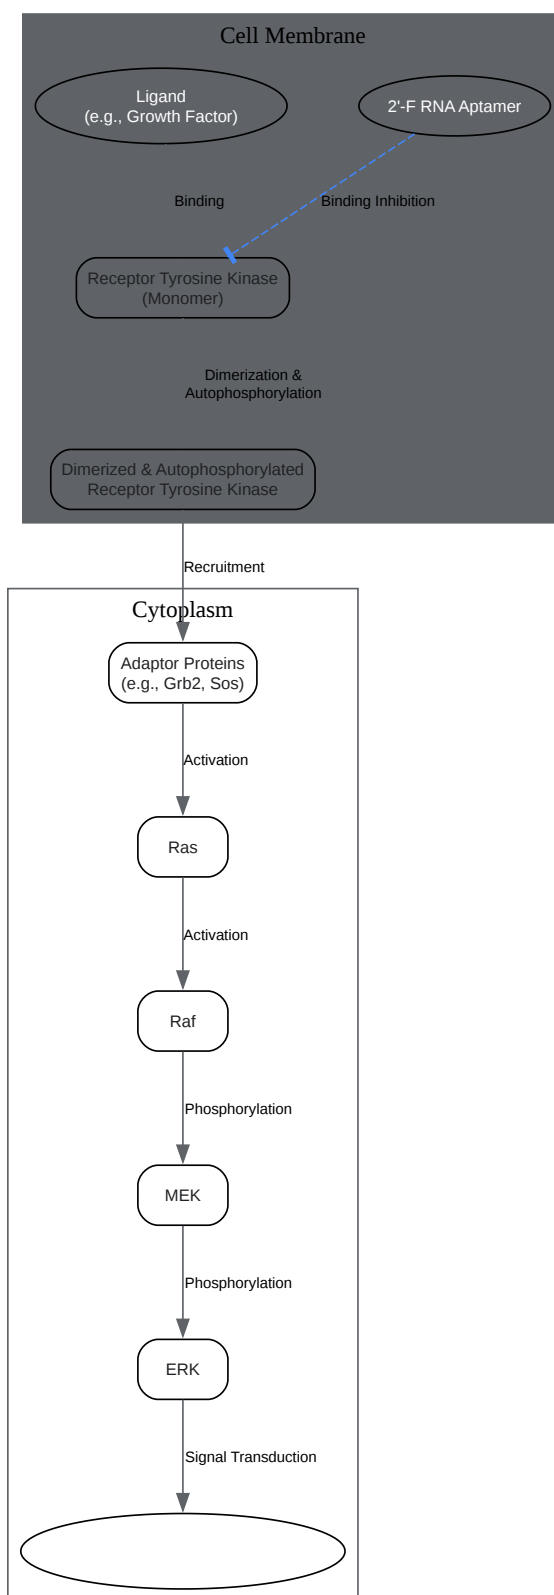 Cell Membrane
Ligand
(e.g., Growth Factor)
2'-F RNA Aptamer
Binding
Binding Inhibition
Receptor Tyrosine Kinase
(Monomer)
Dimerization &
Autophosphorylation
Dimerized & Autophosphorylated
Receptor Tyrosine Kinase
Recruitment
Cytoplasm
Adaptor Proteins
(e.g., Grb2, Sos)
Activation
Ras
Activation
Raf
Phosphorylation
MEK
Phosphorylation
ERK
Signal Transduction